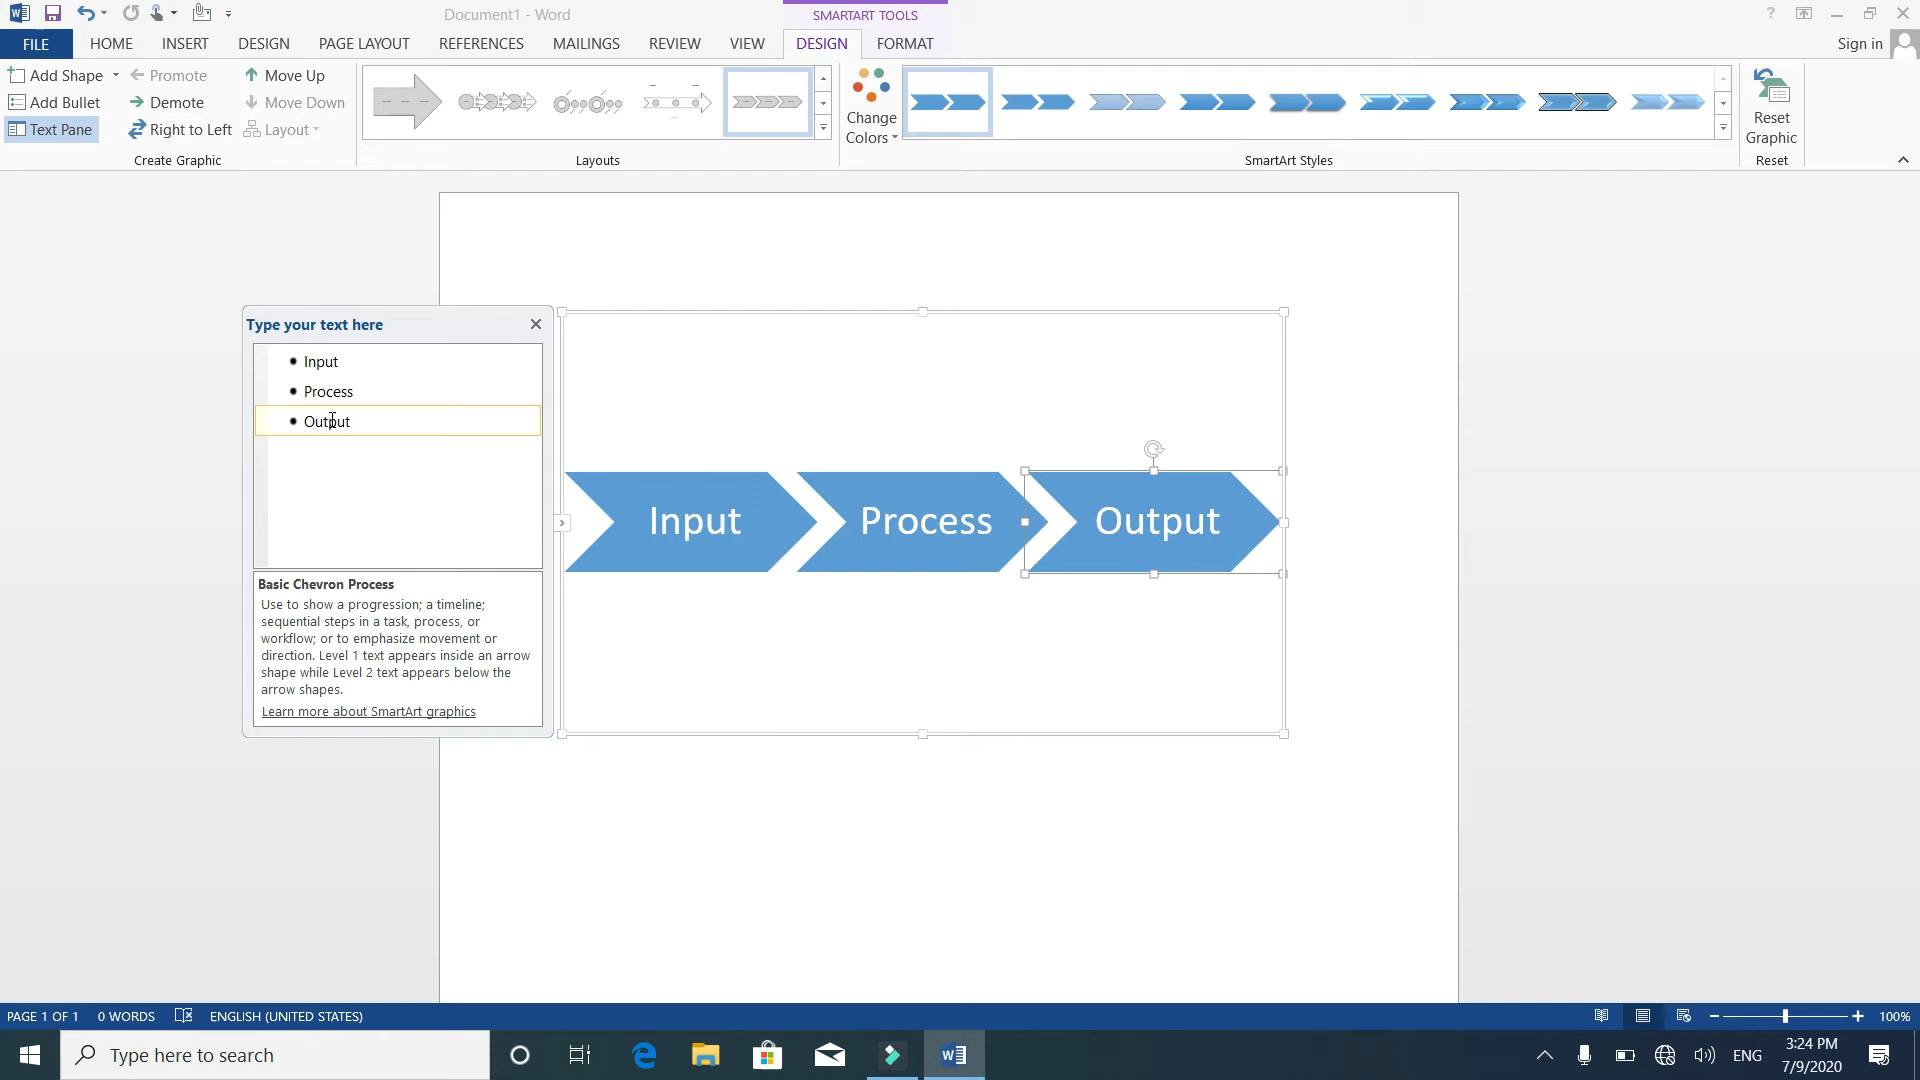 Document1 - Word
SMARTART TOOLS
FILE
HOME
INSERT
DESIGN
PAGE LAYOUT
REFERENCES
MAILINGS
REVIEW
VIEW
DESIGN
FORMAT
Sign in
Add Shape
Promote
Move Up
Add Bullet
Demote
Move Down
Text Pane
Right to Left
Layout
Create Graphic
Layouts
Change
Colors
SmartArt Styles
Reset
Graphic
Reset
Type your text here
Input
Process
Output
Basic Chevron Process
Use to show a progression; a timeline;
sequential steps in a task, process, or
workflow; or to emphasize movement or
direction. Level 1 text appears inside an arrow
shape while Level 2 text appears below the
arrow shapes.
Learn more about SmartArt graphics
Input
Process
Output
PAGE 1 OF 1
0 WORDS
ENGLISH (UNITED STATES)
100%
Type here to search
ENG
3:24 PM
7/9/2020